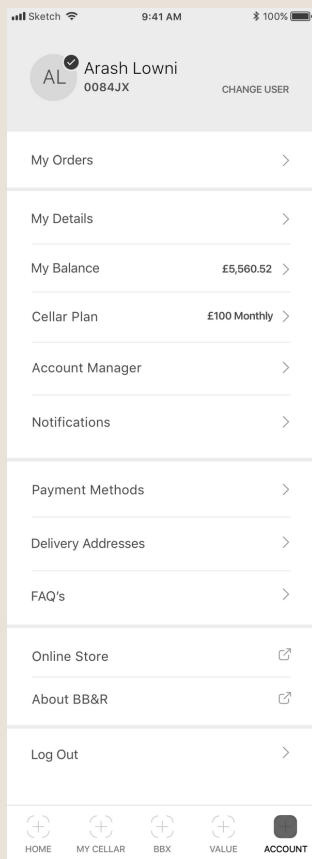 Sketch 9:41 AM 100%
AL
Arash Lowni
0084JX
CHANGE USER
My Orders
My Details
My Balance £5,560.52
Cellar Plan £100 Monthly
Account Manager
Notifications
Payment Methods
Delivery Addresses
FAQ's
Online Store
About BB&R
Log Out
HOME MY CELLAR BBX VALUE ACCOUNT